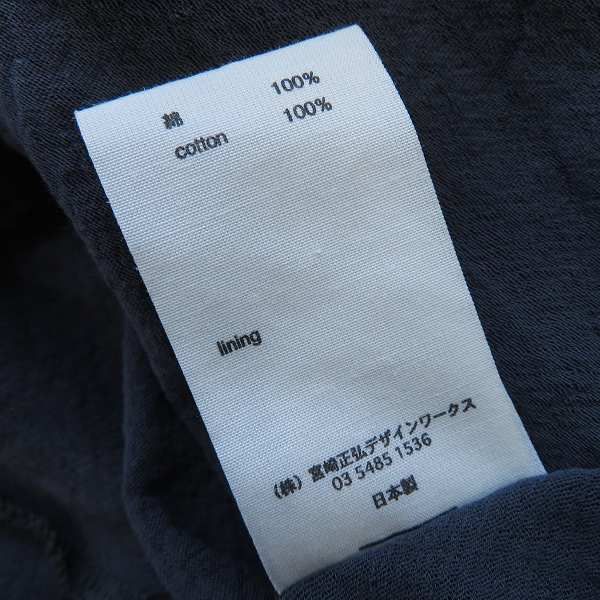 綿 100%
cotton 100%
lining
(株) 宮崎正弘デザインワークス
03 5485 1536
日本製